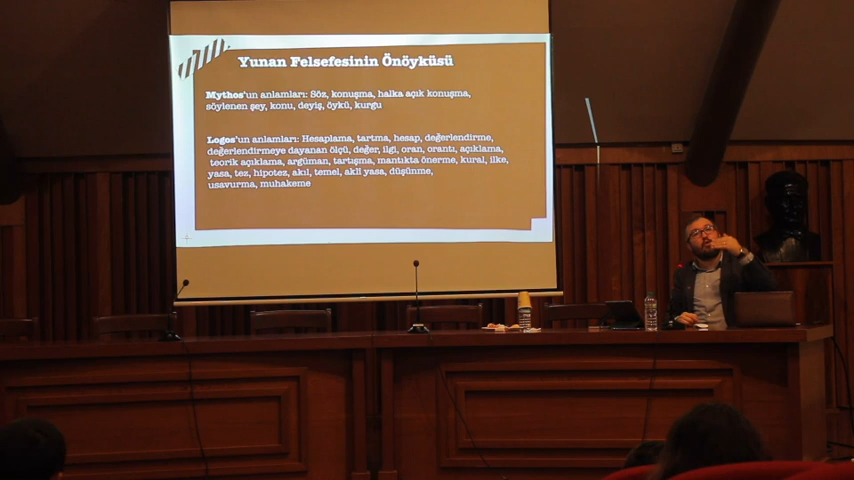 Yunan Felsefesinin Önöyküsü
Mythos'un anlamları: Söz, konuşma, halka açık konuşma,
söylenen şey, konu, deyiş, öykü, kurgu
Logos'un anlamları: Hesaplama, tartma, hesap, değerlendirme,
değerlendirmeye dayanan ölçü, değer, ilgi, oran, orantı, açıklama,
teorik açıklama, argüman, tartışma, mantıkta önerme, kural, ilke,
yasa, tez, hipotez, akıl, temel, akli yasa, düşünme,
usavurma, muhakeme